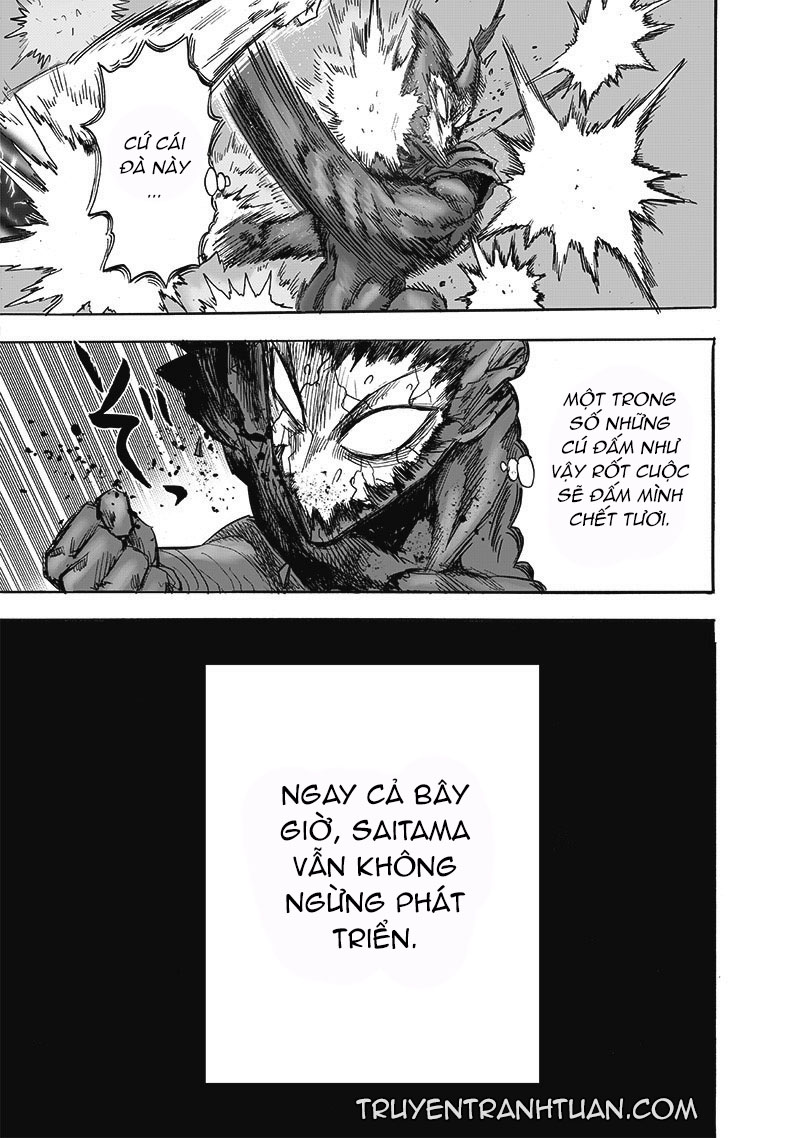 CỨ CÁI
ĐÀ NÀY
...
MỘT TRONG
SỐ NHỮNG
CÚ ĐẤM NHƯ
VẬY RỐT CUỘC
SẼ ĐẤM MÌNH
CHẾT TƯƠI.
NGAY CẢ BÂY
GIỜ, SAITAMA
VẪN KHÔNG
NGỪNG PHÁT
TRIỂN.
TRUYENTRANHTUAN.COM